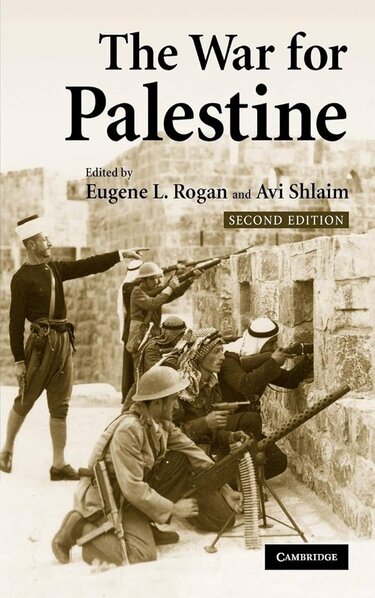 The War for
Palestine
Edited by
Eugene L. Rogan and Avi Shlaim
SECOND EDITION
CAMBRIDGE